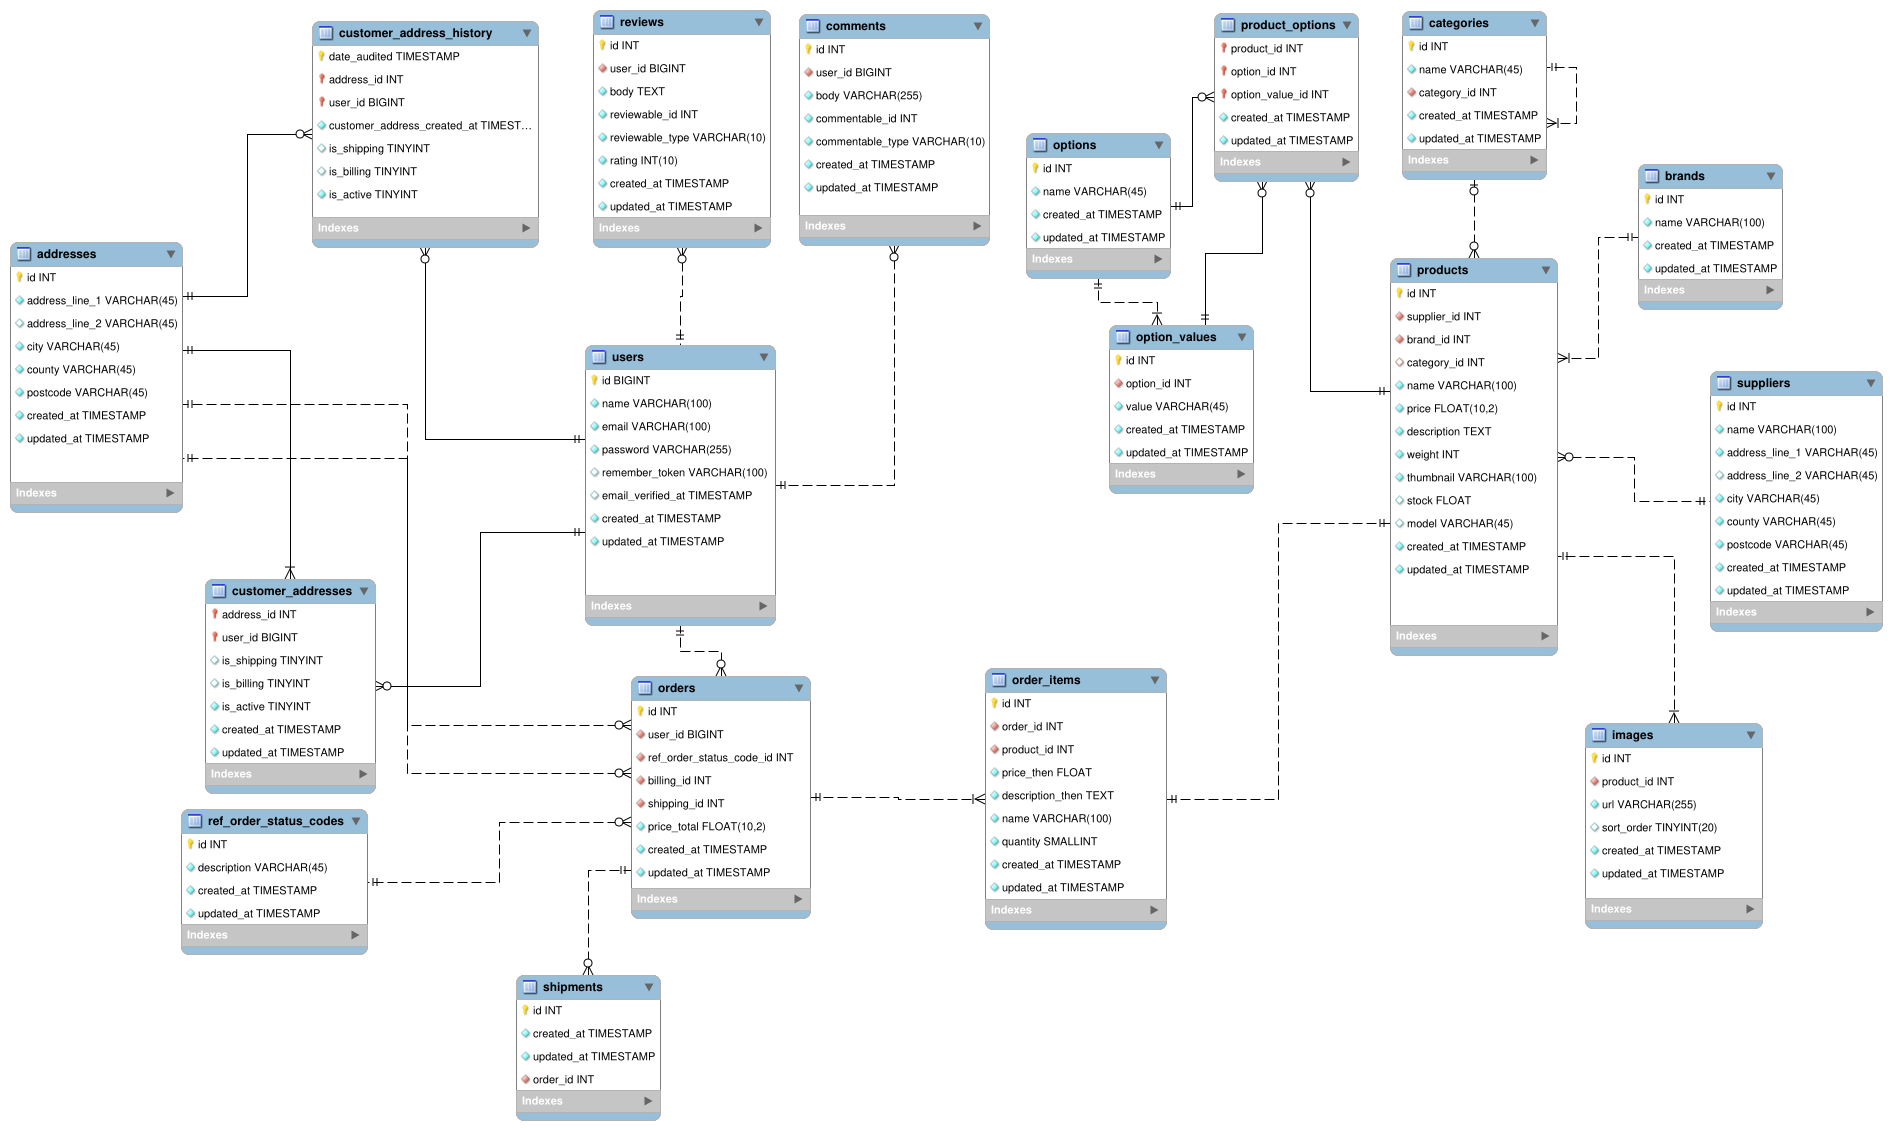 customer_address_history
date_audited TIMESTAMP
address_id INT
user_id BIGINT
customer_address_created_at TIMEST...
is_shipping TINYINT
is_billing TINYINT
is_active TINYINT
Indexes
reviews
id INT
user_id BIGINT
body TEXT
reviewable_id INT
reviewable_type VARCHAR(10)
rating INT(10)
created_at TIMESTAMP
updated_at TIMESTAMP
Indexes
comments
id INT
user_id BIGINT
body VARCHAR(255)
commentable_id INT
commentable_type VARCHAR(10)
created_at TIMESTAMP
updated_at TIMESTAMP
Indexes
product_options
product_id INT
option_id INT
option_value_id INT
created_at TIMESTAMP
updated_at TIMESTAMP
Indexes
categories
id INT
name VARCHAR(45)
category_id INT
created_at TIMESTAMP
updated_at TIMESTAMP
Indexes
options
id INT
name VARCHAR(45)
created_at TIMESTAMP
updated_at TIMESTAMP
Indexes
brands
id INT
name VARCHAR(100)
created_at TIMESTAMP
updated_at TIMESTAMP
Indexes
addresses
id INT
address_line_1 VARCHAR(45)
address_line_2 VARCHAR(45)
city VARCHAR(45)
county VARCHAR(45)
postcode VARCHAR(45)
created_at TIMESTAMP
updated_at TIMESTAMP
Indexes
products
id INT
supplier_id INT
brand_id INT
category_id INT
name VARCHAR(100)
price FLOAT(10,2)
description TEXT
weight INT
thumbnail VARCHAR(100)
stock FLOAT
model VARCHAR(45)
created_at TIMESTAMP
updated_at TIMESTAMP
Indexes
option_values
id INT
option_id INT
value VARCHAR(45)
created_at TIMESTAMP
updated_at TIMESTAMP
Indexes
users
id BIGINT
name VARCHAR(100)
email VARCHAR(100)
password VARCHAR(255)
remember_token VARCHAR(100)
email_verified_at TIMESTAMP
created_at TIMESTAMP
updated_at TIMESTAMP
Indexes
suppliers
id INT
name VARCHAR(100)
address_line_1 VARCHAR(45)
address_line_2 VARCHAR(45)
city VARCHAR(45)
county VARCHAR(45)
postcode VARCHAR(45)
created_at TIMESTAMP
updated_at TIMESTAMP
Indexes
customer_addresses
address_id INT
user_id BIGINT
is_shipping TINYINT
is_billing TINYINT
is_active TINYINT
created_at TIMESTAMP
updated_at TIMESTAMP
Indexes
orders
id INT
user_id BIGINT
ref_order_status_code_id INT
billing_id INT
shipping_id INT
price_total FLOAT(10,2)
created_at TIMESTAMP
updated_at TIMESTAMP
Indexes
order_items
id INT
order_id INT
product_id INT
price_then FLOAT
description_then TEXT
name VARCHAR(100)
quantity SMALLINT
created_at TIMESTAMP
updated_at TIMESTAMP
Indexes
images
id INT
product_id INT
url VARCHAR(255)
sort_order TINYINT(20)
created_at TIMESTAMP
updated_at TIMESTAMP
Indexes
ref_order_status_codes
id INT
description VARCHAR(45)
created_at TIMESTAMP
updated_at TIMESTAMP
Indexes
shipments
id INT
created_at TIMESTAMP
updated_at TIMESTAMP
order_id INT
Indexes